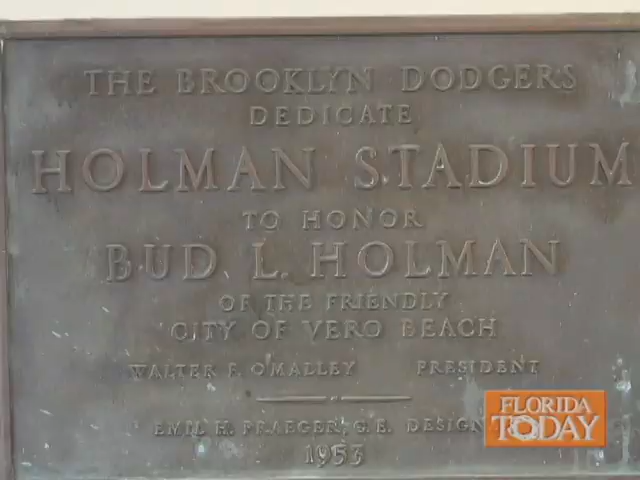 THE BROOKLYN DODGERS
DEDICATE
HOLMAN STADIUM
TO HONOR
BUD L. HOLMAN
OF THE FRIENDLY
CITY OF VERO BEACH
WALTER F. O'MALLEY PRESIDENT
EMIL H. PRAEGER, C.E. DESIGN
1953
FLORIDA
TODAY